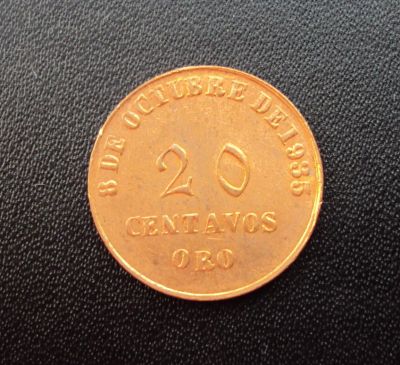 8 DE OCTUBRE DE 1935
20
CENTAVOS
ORO